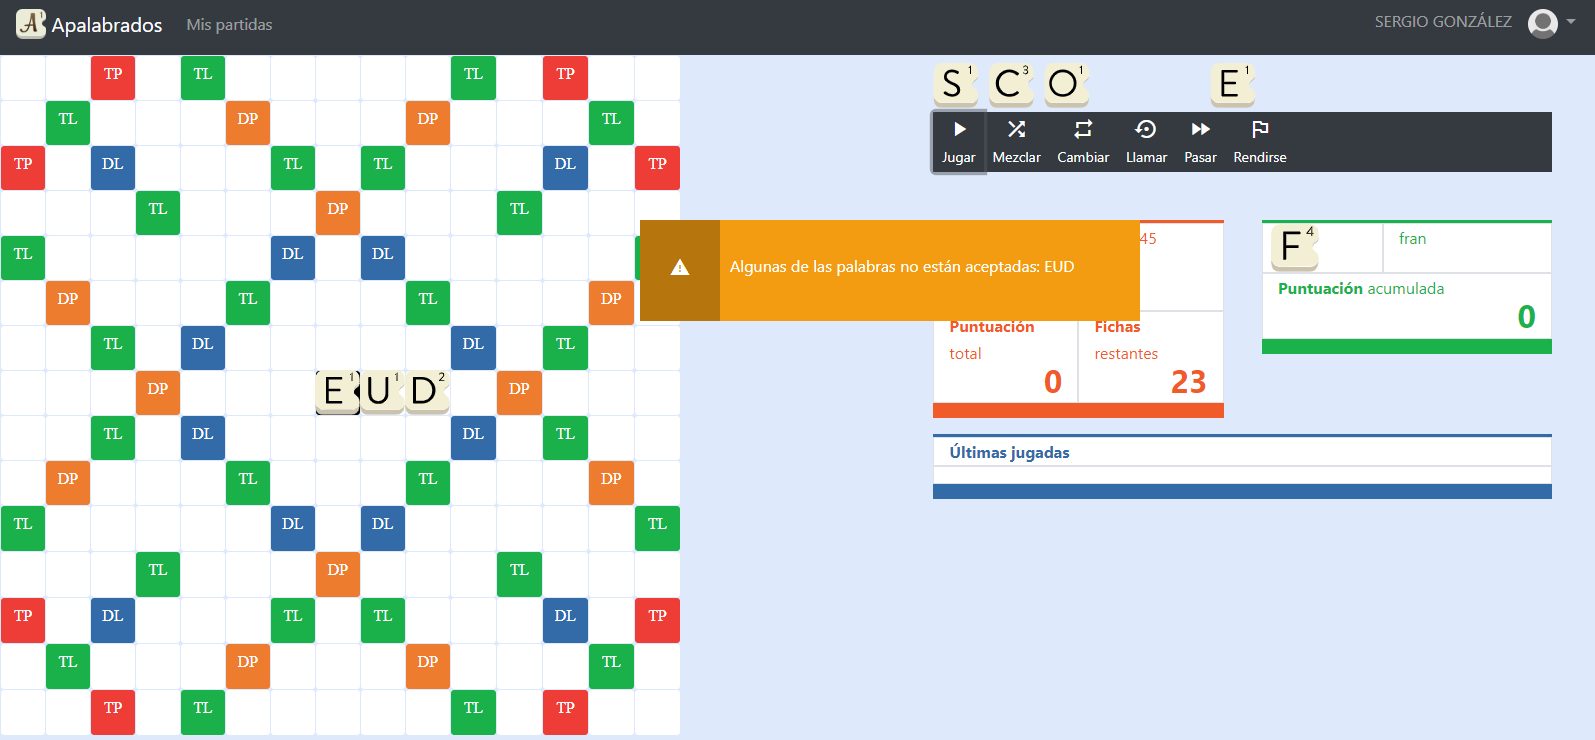 A 1 Apalabrados Mis partidas SERGIO GONZÁLEZ
TP TL TL TP
TL DP DP TL
TP DL TL TL DL TP
TL DP TL
TL DL DL
DP TL TL DP
TL DL DL TL
DP E 1 U 1 D 2 DP
TL DL DL TL
DP TL TL DP
TL DL DL TL
TL DP TL
TP DL TL TL DL TP
TL DP DP TL
TP TL TL TP
S 1 C 3 O 1 E 1
Jugar Mezclar Cambiar Llamar Pasar Rendirse
Algunas de las palabras no están aceptadas: EUD
45
Puntuación
total
0
Fichas
restantes
23
F 4 fran
Puntuación acumulada
0
Últimas jugadas